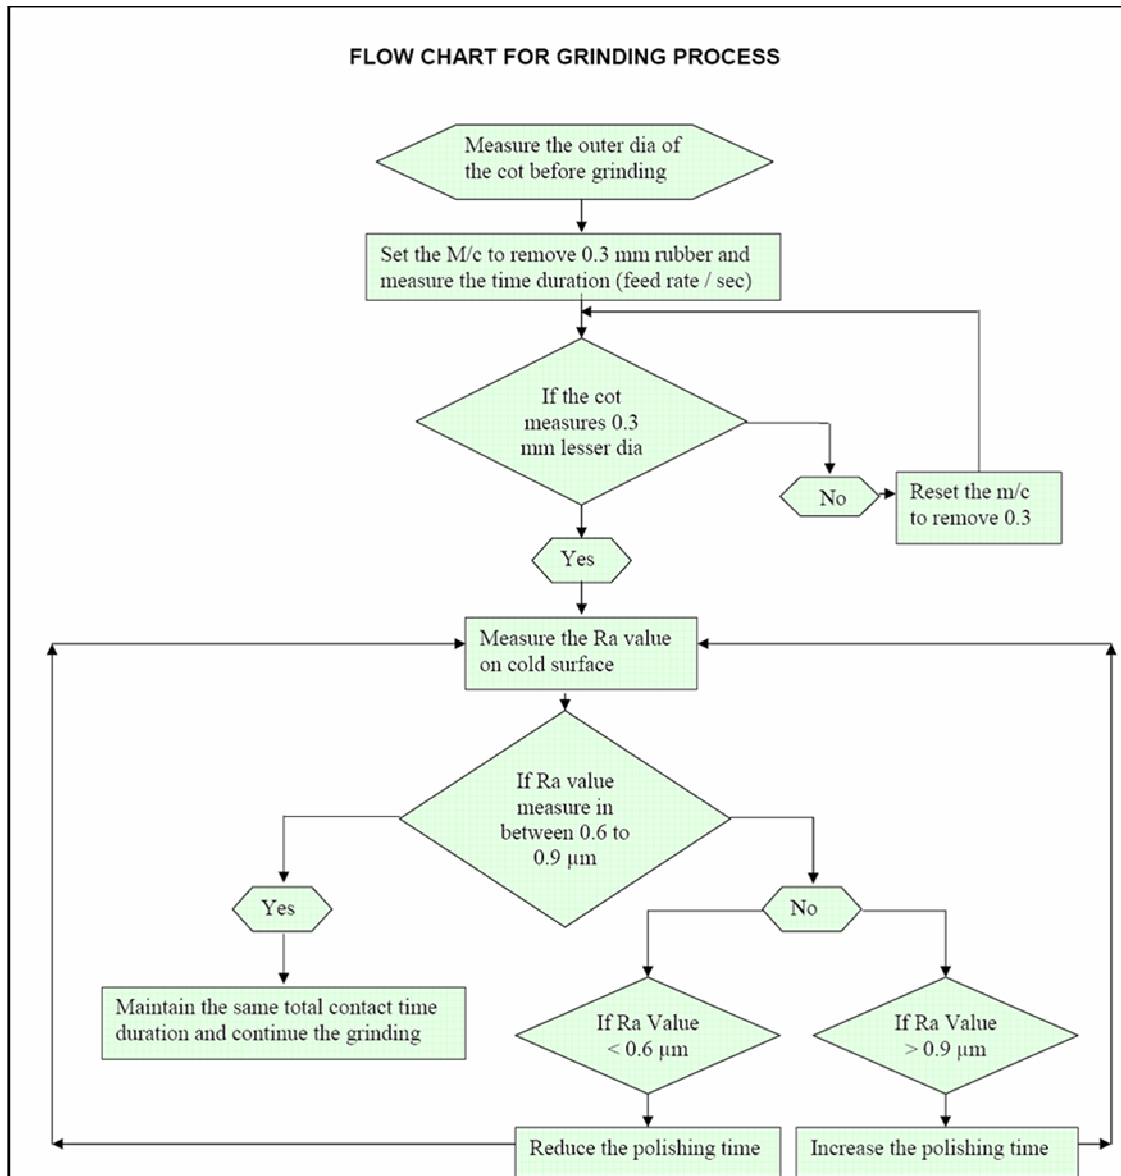 FLOW CHART FOR GRINDING PROCESS
Measure the outer dia of
the cot before grinding
Set the M/c to remove 0.3 mm rubber and
measure the time duration (feed rate / sec)
If the cot
measures 0.3
mm lesser dia
No
Reset the m/c
to remove 0.3
Yes
Measure the Ra value
on cold surface
If Ra value
measure in
between 0.6 to
0.9 µm
Yes
No
Maintain the same total contact time
duration and continue the grinding
If Ra Value
< 0.6 µm
If Ra Value
> 0.9 µm
Reduce the polishing time
Increase the polishing time